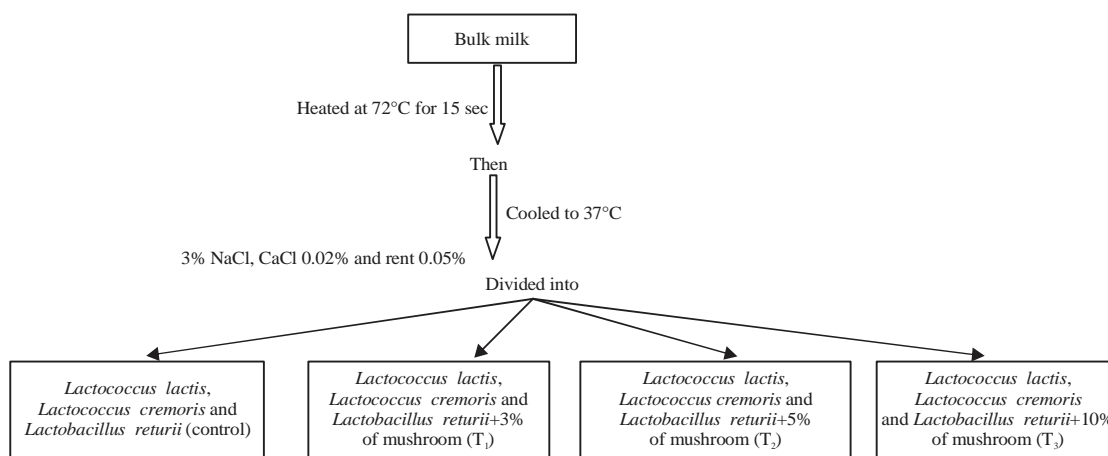 Bulk milk
Heated at 72°C for 15 sec
Then
Cooled to 37°C
3% NaCl, CaCl 0.02% and rent 0.05%
Divided into
Lactococcus lactis,
Lactococcus cremoris and
Lactobacillus returii (control)
Lactococcus lactis,
Lactococcus cremoris and
Lactobacillus returii+3%
of mushroom (T₁)
Lactococcus lactis,
Lactococcus cremoris and
Lactobacillus returii+5%
of mushroom (T₂)
Lactococcus lactis,
Lactococcus cremoris
and Lactobacillus returii+10%
of mushroom (T₃)